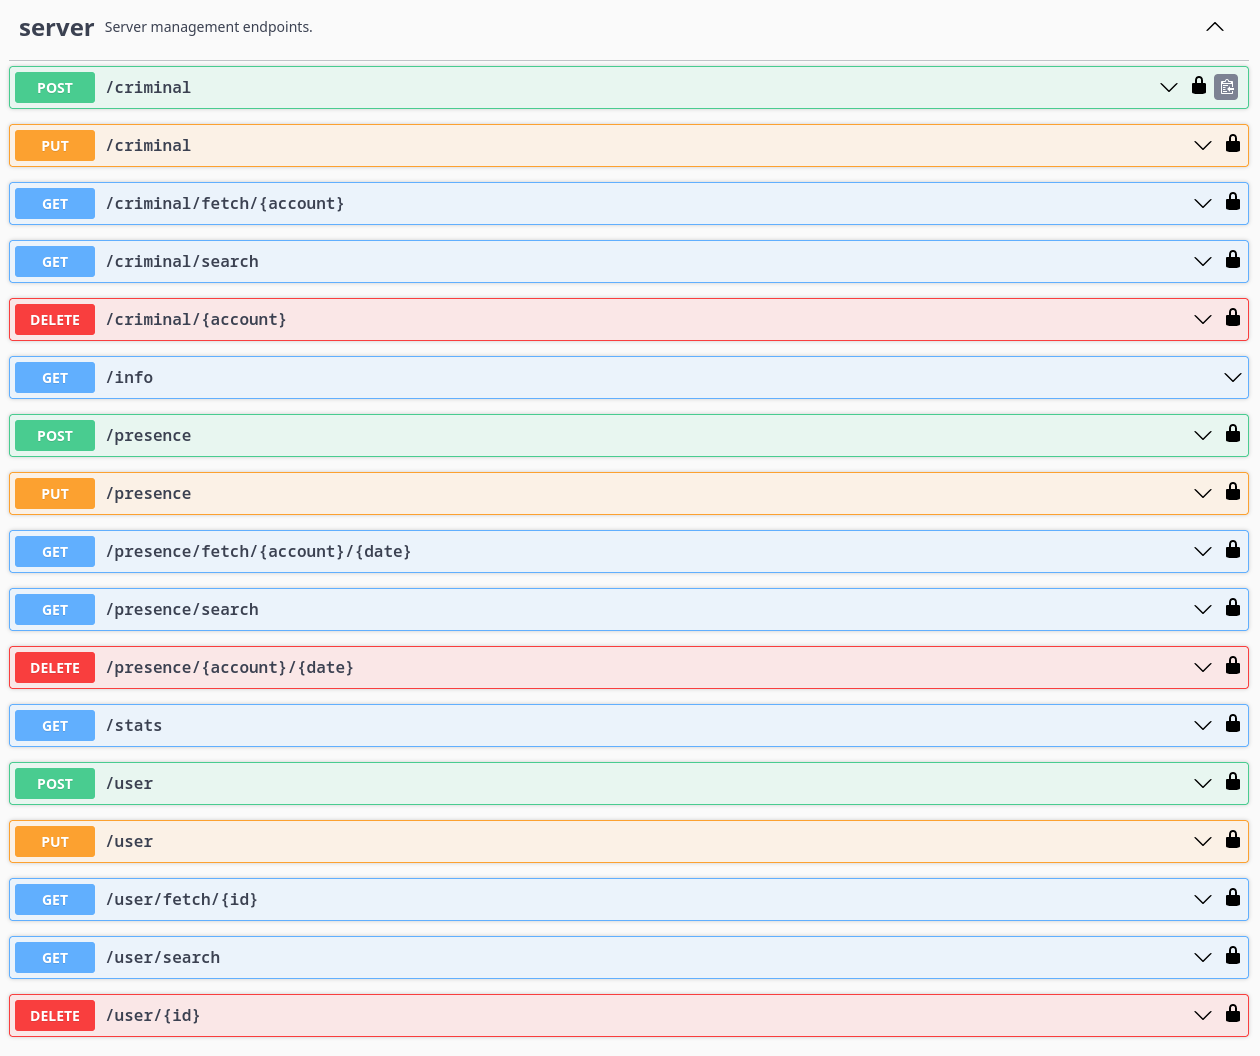 server Server management endpoints.
POST /criminal
PUT /criminal
GET /criminal/fetch/{account}
GET /criminal/search
DELETE /criminal/{account}
GET /info
POST /presence
PUT /presence
GET /presence/fetch/{account}/{date}
GET /presence/search
DELETE /presence/{account}/{date}
GET /stats
POST /user
PUT /user
GET /user/fetch/{id}
GET /user/search
DELETE /user/{id}